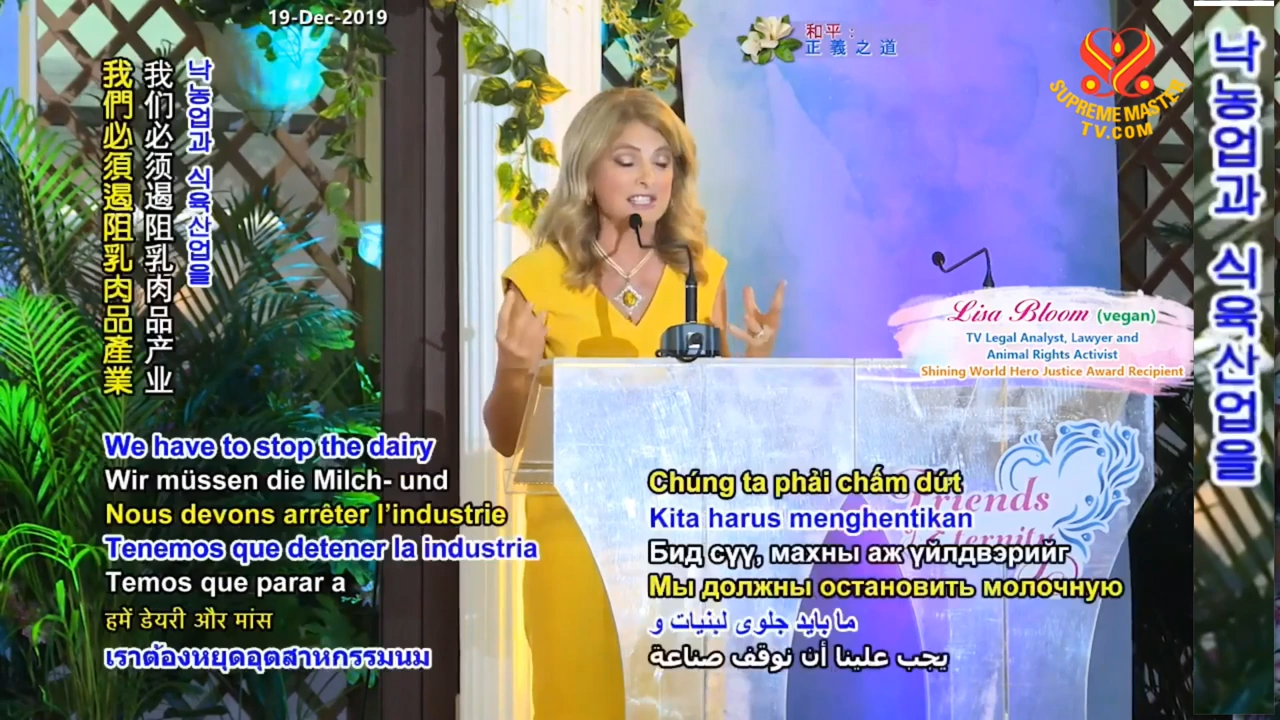 19-Dec-2019
和平：
正義之道
SUPREME MASTER
TV.COM
낙농업과 식육산업을
我们必须遏阻乳肉品产业
我們必須遏阻乳肉品產業
낙농업과 식육산업을
Lisa Bloom (vegan)
TV Legal Analyst, Lawyer and
Animal Rights Activist
Shining World Hero Justice Award Recipient
We have to stop the dairy
Wir müssen die Milch- und
Nous devons arrêter l’industrie
Tenemos que detener la industria
Temos que parar a
हमें डेयरी और मांस
เราต้องหยุดอุตสาหกรรมนม
Chúng ta phải chấm dứt
Kita harus menghentikan
Бид сүү, махны аж үйлдвэрийг
Мы должны остановить молочную
ما باید جلوی لبنیات و
يجب علينا أن نوقف صناعة
Friends
Eternity